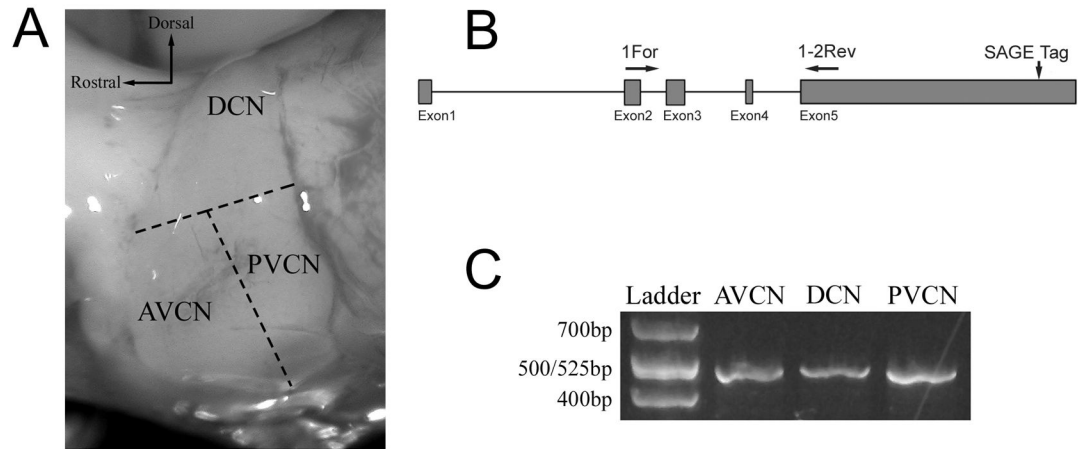 A
Dorsal
Rostral
DCN
PVCN
AVCN
B
1For
1-2Rev
SAGE Tag
Exon1
Exon2
Exon3
Exon4
Exon5
C
Ladder AVCN DCN PVCN
700bp
500/525bp
400bp